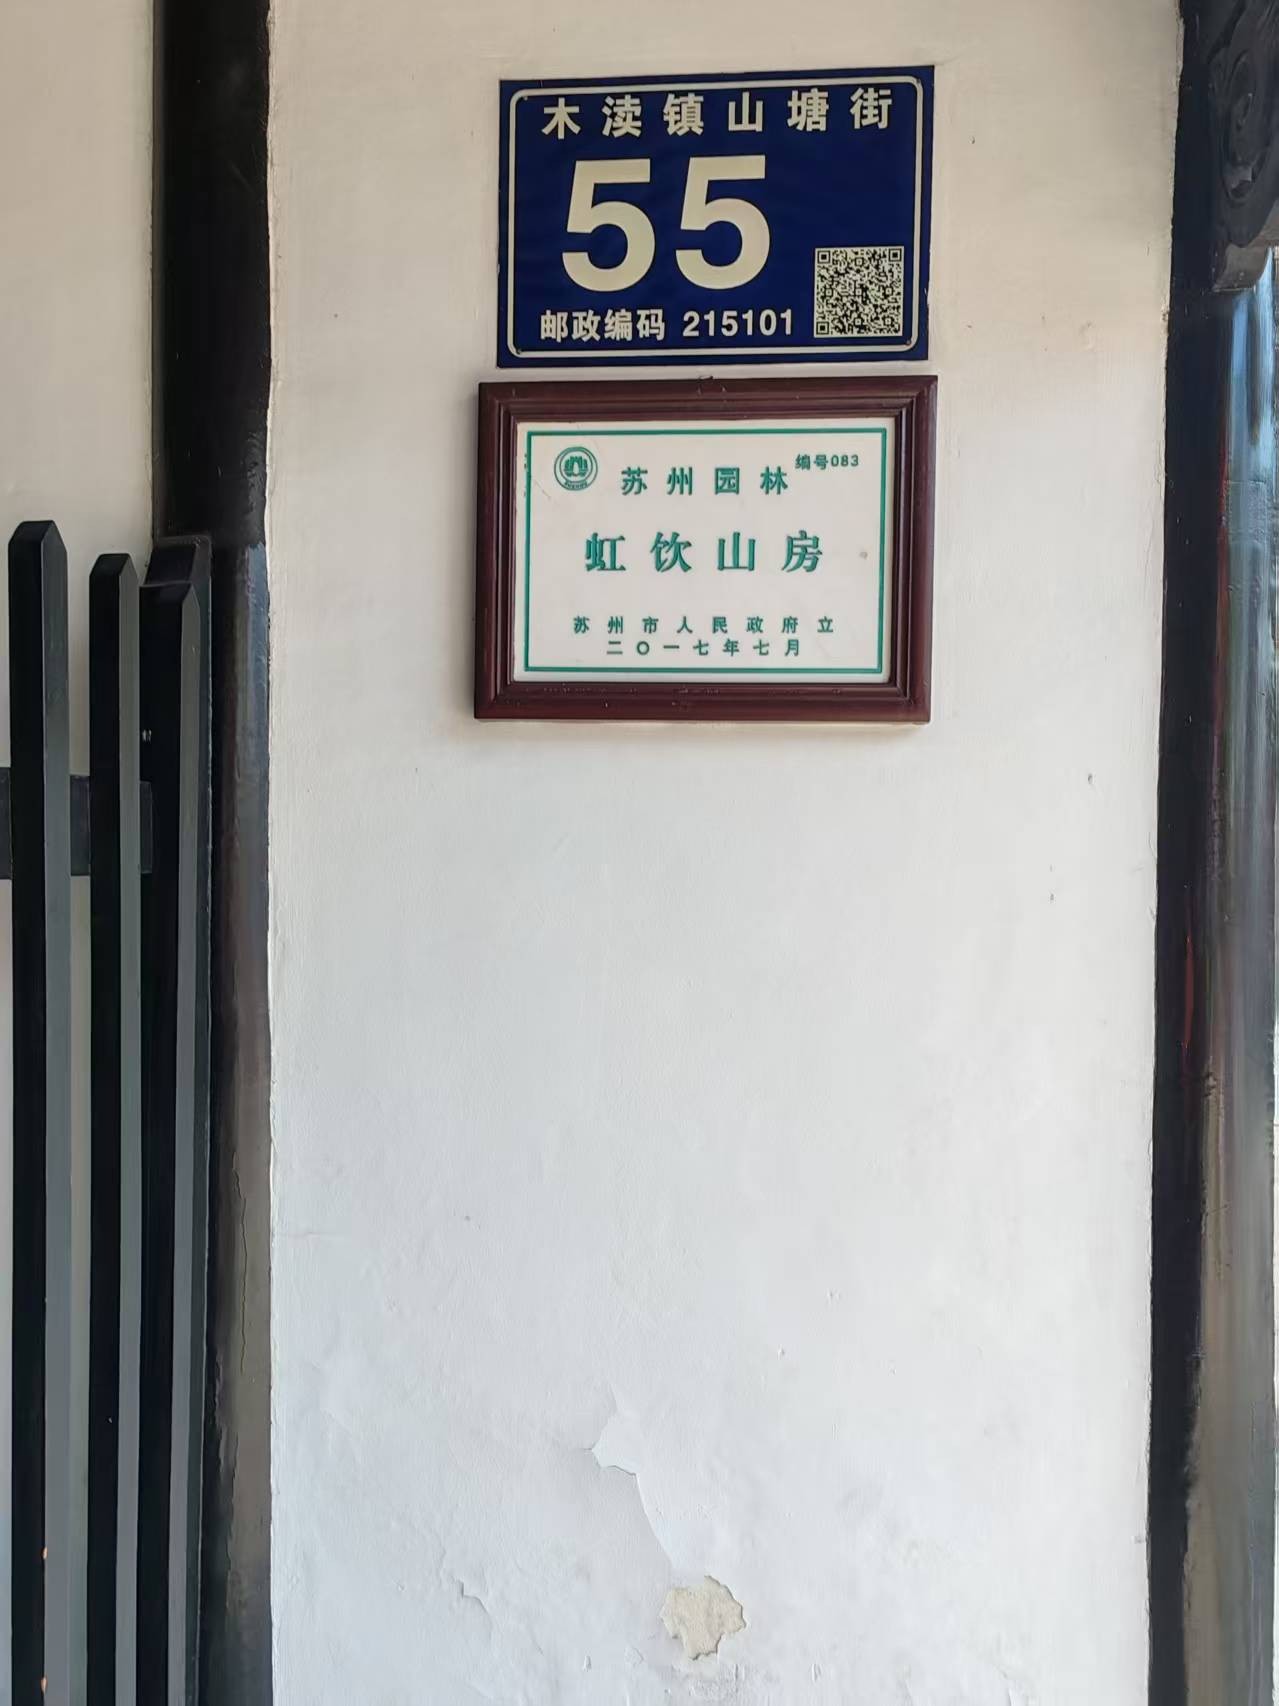 木渎镇山塘街
55
邮政编码 215101
编号083
苏州园林
虹饮山房
苏州市人民政府立
二〇一七年七月